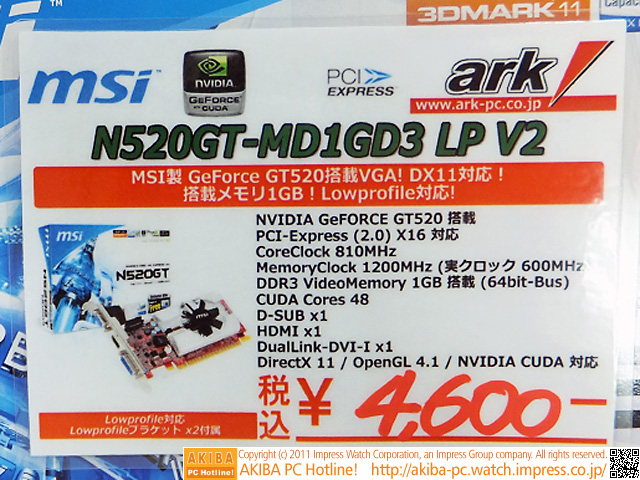 3DMARK 11
msi™
NVIDIA
GEFORCE
CUDA
PCI
EXPRESS™
ark
www.ark-pc.co.jp
N520GT-MD1GD3 LP V2
MSI製 GeForce GT520搭載VGA! DX11対応！
搭載メモリ1GB！Lowprofile対応!
NVIDIA GeFORCE GT520 搭載
PCI-Express (2.0) X16 対応
CoreClock 810MHz
MemoryClock 1200MHz (実クロック 600MHz
DDR3 VideoMemory 1GB 搭載 (64bit-Bus)
CUDA Cores 48
D-SUB x1
HDMI x1
DualLink-DVI-I x1
DirectX 11 / OpenGL 4.1 / NVIDIA CUDA 対応
msi
N520GT
msi
税込 ¥ 4,600-
Lowprofile対応
Lowprofileブラケット x2付属
AKIBA
PC Hotline!
Copyright (c) 2011 Impress Watch Corporation, an Impress Group company. All rights reserved.
AKIBA PC Hotline! http://akiba-pc.watch.impress.co.jp/